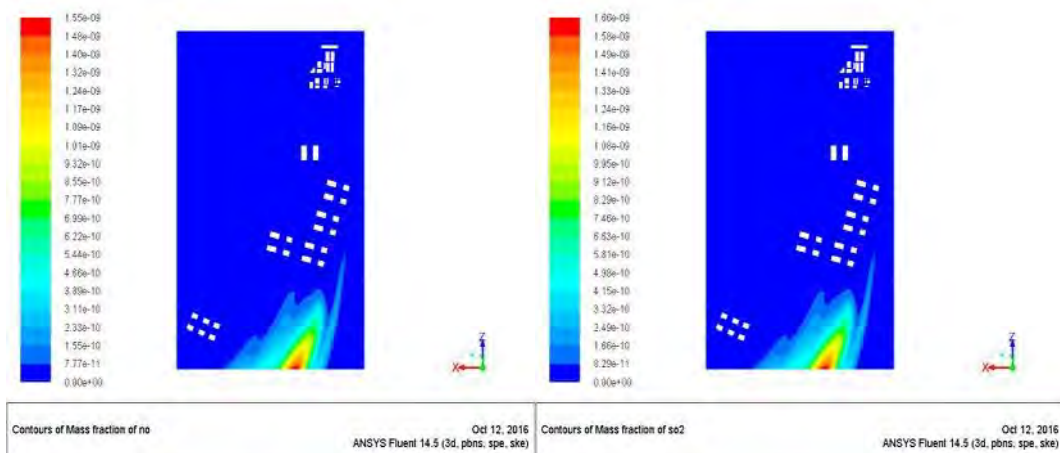 1.55e-09
1.48e-09
1.40e-09
1.32e-09
1.24e-09
1.17e-09
1.09e-09
1.01e-09
9.32e-10
8.55e-10
7.77e-10
6.99e-10
6.22e-10
5.44e-10
4.66e-10
3.89e-10
3.11e-10
2.33e-10
1.55e-10
7.77e-11
0.00e+00
Z
X
Contours of Mass fraction of no
Oct 12, 2016
ANSYS Fluent 14.5 (3d, pbns, spe, ske)
1.66e-09
1.58e-09
1.49e-09
1.41e-09
1.33e-09
1.24e-09
1.16e-09
1.08e-09
9.95e-10
9.12e-10
8.29e-10
7.46e-10
6.63e-10
5.81e-10
4.98e-10
4.15e-10
3.32e-10
2.49e-10
1.66e-10
8.29e-11
0.00e+00
Z
X
Contours of Mass fraction of so2
Oct 12, 2016
ANSYS Fluent 14.5 (3d, pbns, spe, ske)